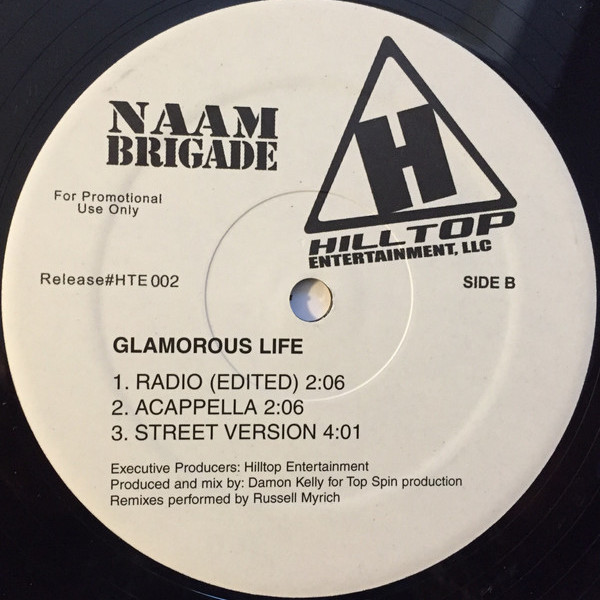 NAAM
BRIGADE
For Promotional
Use Only
H
HILLTOP
ENTERTAINMENT, LLC
Release#HTE 002
SIDE B
GLAMOROUS LIFE
1. RADIO (EDITED) 2:06
2. ACAPPELLA 2:06
3. STREET VERSION 4:01
Executive Producers: Hilltop Entertainment
Produced and mix by: Damon Kelly for Top Spin production
Remixes performed by Russell Myrich